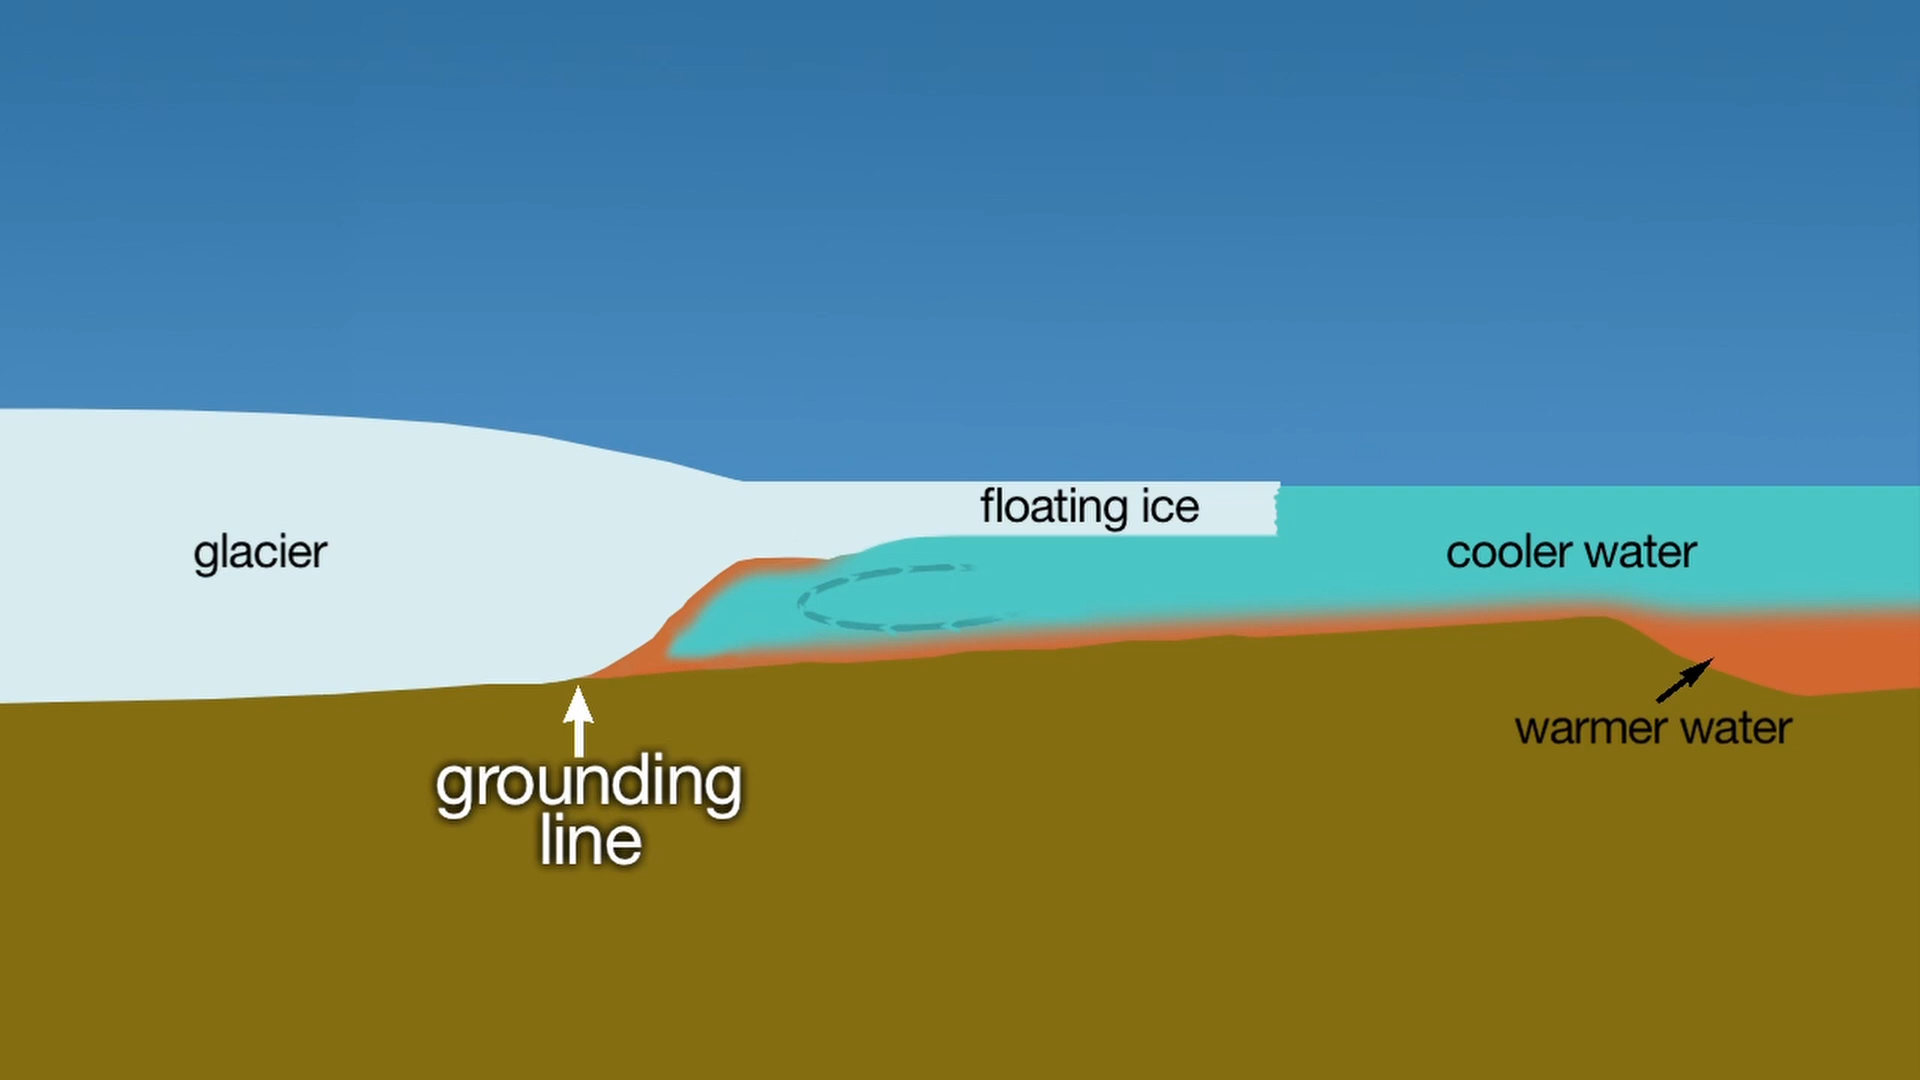 floating ice
glacier
cooler water
warmer water
grounding
line